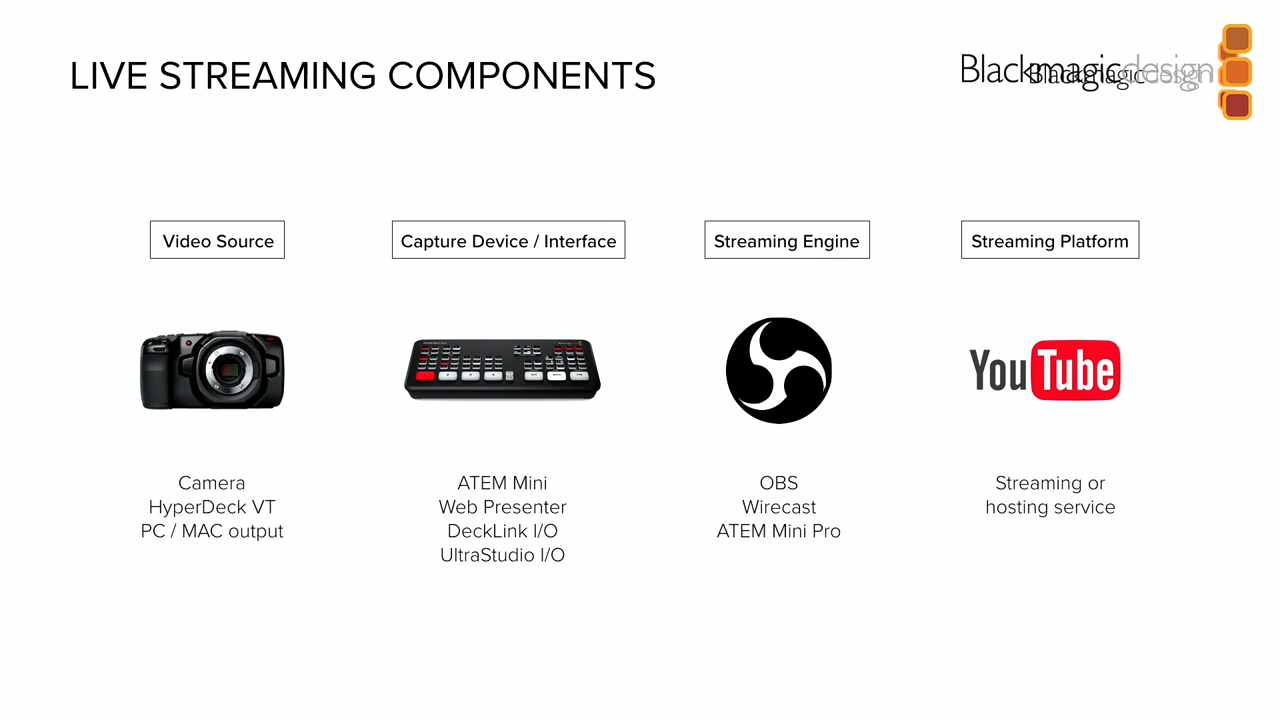 LIVE STREAMING COMPONENTS
Blackmagicdesign
Blackmagicdesign
Video Source
Capture Device / Interface
Streaming Engine
Streaming Platform
YouTube
Camera
HyperDeck VT
PC / MAC output
ATEM Mini
Web Presenter
DeckLink I/O
UltraStudio I/O
OBS
Wirecast
ATEM Mini Pro
Streaming or
hosting service